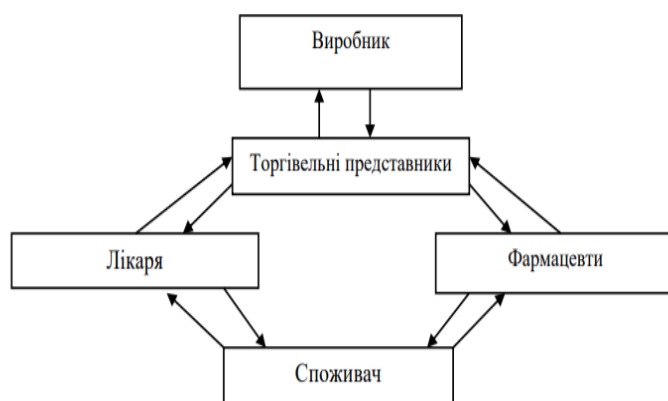 Виробник
Торгівельні представники
Лікаря
Фармацевти
Споживач